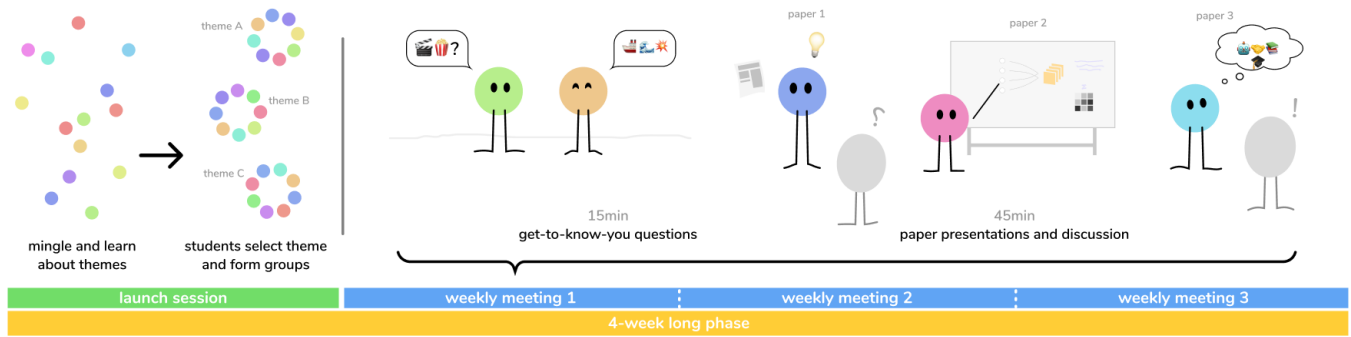 theme A
theme B
theme C
mingle and learn
about themes
students select theme
and form groups
?
15min
get-to-know-you questions
paper 1
?
paper 2
paper 3
!
45min
paper presentations and discussion
launch session
weekly meeting 1
weekly meeting 2
weekly meeting 3
4-week long phase